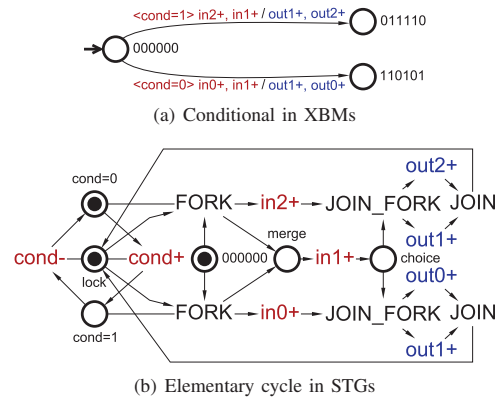 <cond=1> in2+, in1+ / out1+, out2+
011110
000000
110101
<cond=0> in0+, in1+ / out1+, out0+
(a) Conditional in XBMs
out2+
cond=0
FORK in2+ JOIN_FORK JOIN
merge
out1+
cond- cond+ 000000 in1+ choice
lock
out0+
FORK in0+ JOIN_FORK JOIN
cond=1
out1+
(b) Elementary cycle in STGs